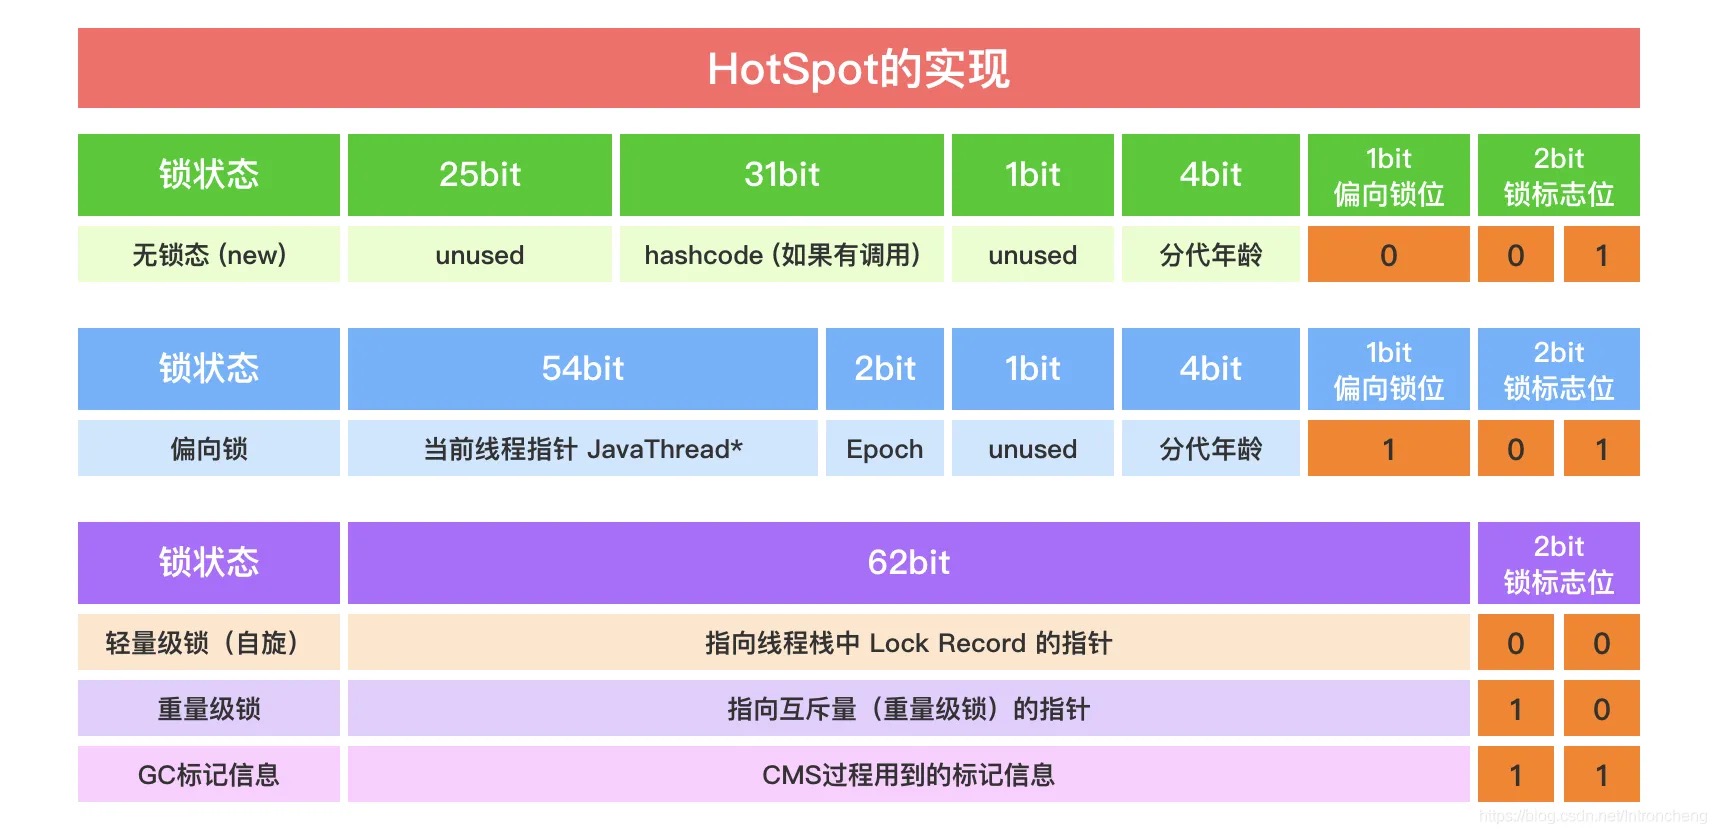 HotSpot的实现
锁状态 25bit 31bit 1bit 4bit 1bit 偏向锁位 2bit 锁标志位
无锁态 (new) unused hashcode (如果有调用) unused 分代年龄 0 0 1
锁状态 54bit 2bit 1bit 4bit 1bit 偏向锁位 2bit 锁标志位
偏向锁 当前线程指针 JavaThread* Epoch unused 分代年龄 1 0 1
锁状态 62bit 2bit 锁标志位
轻量级锁（自旋） 指向线程栈中 Lock Record 的指针 0 0
重量级锁 指向互斥量（重量级锁）的指针 1 0
GC标记信息 CMS过程用到的标记信息 1 1
https://blog.csdn.net/Introncheng